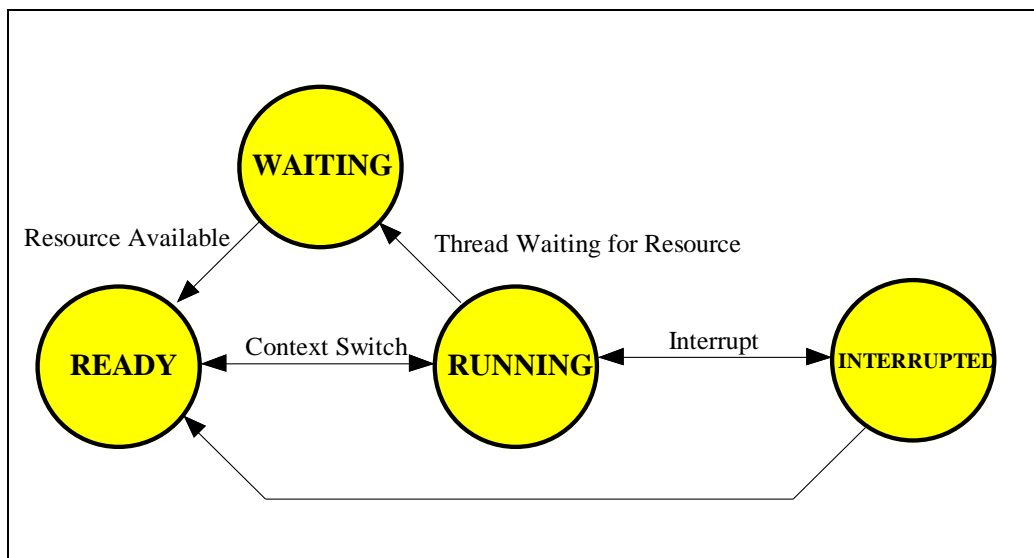 WAITING
Resource Available
Thread Waiting for Resource
READY
Context Switch
RUNNING
Interrupt
INTERRUPTED